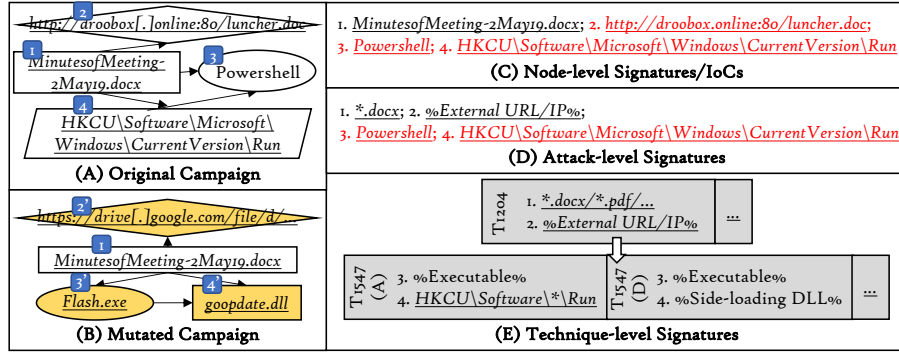 2
http://droobox[.]online:80/luncher.doc
1
MinutesofMeeting-
2May19.docx
3
Powershell
4
HKCU\Software\Microsoft\
Windows\CurrentVersion\Run
(A) Original Campaign
2'
https://drive[.]google.com/file/d/...
1
MinutesofMeeting-2May19.docx
3'
Flash.exe
4'
goopdate.dll
(B) Mutated Campaign
1. MinutesofMeeting-2May19.docx; 2. http://droobox.online:80/luncher.doc;
3. Powershell; 4. HKCU\Software\Microsoft\Windows\CurrentVersion\Run
(C) Node-level Signatures/IoCs
1. *.docx; 2. %External URL/IP%;
3. Powershell; 4. HKCU\Software\Microsoft\Windows\CurrentVersion\Run
(D) Attack-level Signatures
T1204
1. *.docx/*.pdf/...
2. %External URL/IP%
...
T1547
(A)
3. %Executable%
4. HKCU\Software\*\Run
T1547
(D)
3. %Executable%
4. %Side-loading DLL%
...
(E) Technique-level Signatures